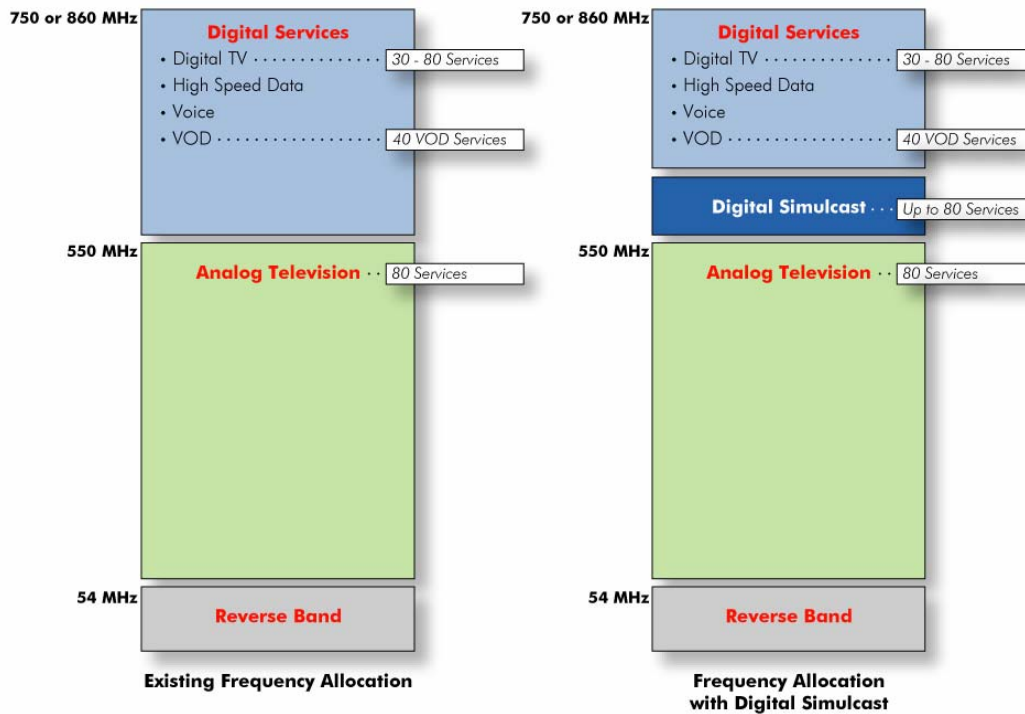 750 or 860 MHz
Digital Services
• Digital TV
30 - 80 Services
• High Speed Data
• Voice
• VOD
40 VOD Services
550 MHz
Analog Television
80 Services
54 MHz
Reverse Band
Existing Frequency Allocation
750 or 860 MHz
Digital Services
• Digital TV
30 - 80 Services
• High Speed Data
• Voice
• VOD
40 VOD Services
Digital Simulcast
Up to 80 Services
550 MHz
Analog Television
80 Services
54 MHz
Reverse Band
Frequency Allocation
with Digital Simulcast